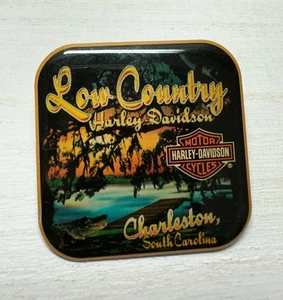 Low Country
Harley-Davidson
MOTOR
HARLEY-DAVIDSON
CYCLES
®
Charleston,
South Carolina